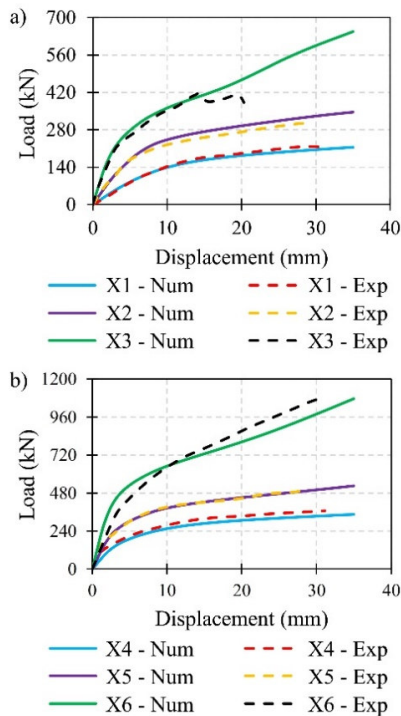 a)
700
560
420
280
140
0
Load (kN)
0 10 20 30 40
Displacement (mm)
X1 - Num X1 - Exp
X2 - Num X2 - Exp
X3 - Num X3 - Exp
b)
1200
960
720
480
240
0
Load (kN)
0 10 20 30 40
Displacement (mm)
X4 - Num X4 - Exp
X5 - Num X5 - Exp
X6 - Num X6 - Exp